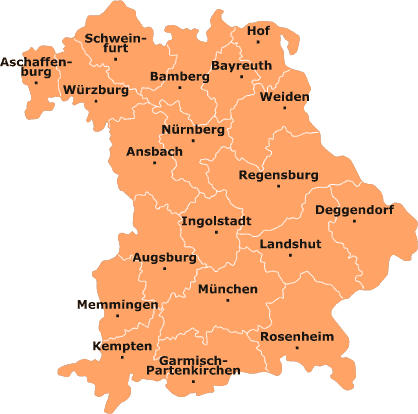 Hof
Schwein-
furt
Aschaffen-
burg
Bayreuth
Bamberg
Würzburg
Weiden
Nürnberg
Ansbach
Regensburg
Deggendorf
Ingolstadt
Landshut
Augsburg
München
Memmingen
Rosenheim
Kempten
Garmisch-
Partenkirchen